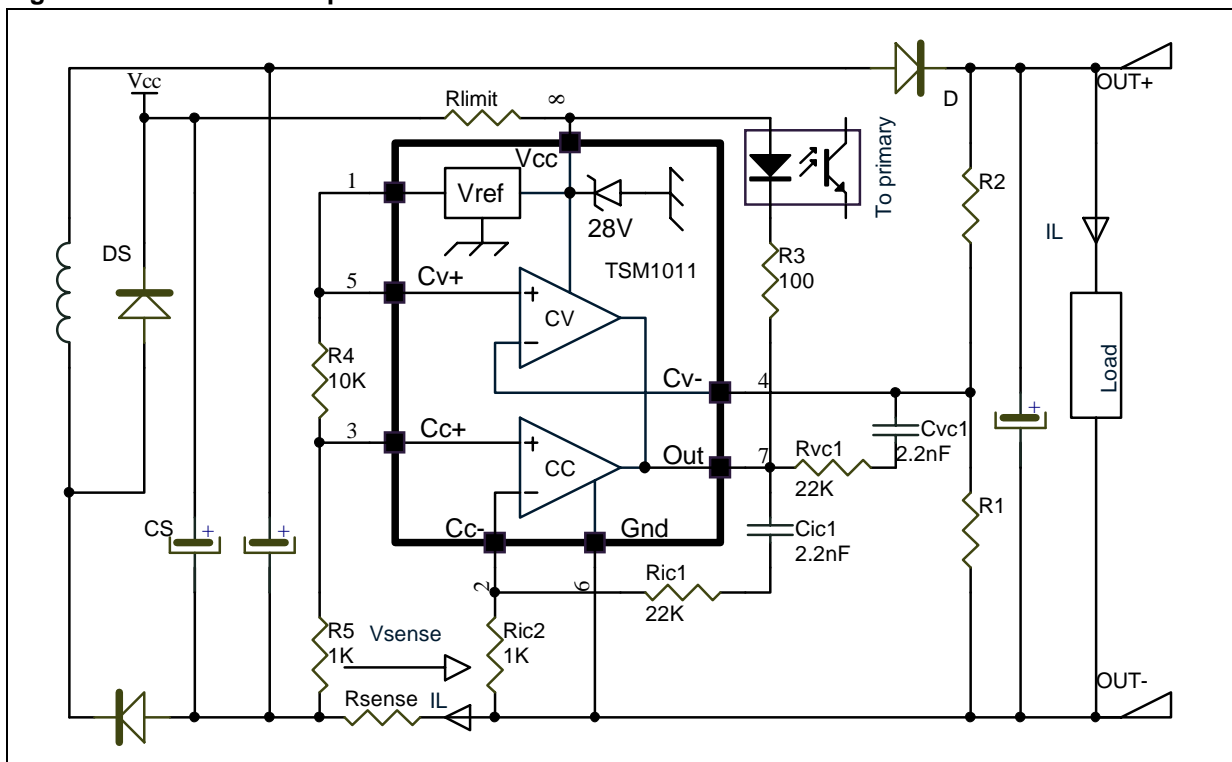 Vcc
Rlimit
8
D
OUT+
Vcc
To primary
1
Vref
28V
R2
DS
IL
R3
100
TSM1011
5
Cv+
+
CV
−
R4
10K
Cv-
4
Load
+
Cvc1
2.2nF
3
Cc+
+
CC
−
Out
7
Rvc1
22K
R1
CS
+
+
Cc-
Gnd
Cic1
2.2nF
2
6
Ric1
22K
R5
1K
Vsense
Ric2
1K
Rsense
IL
OUT-